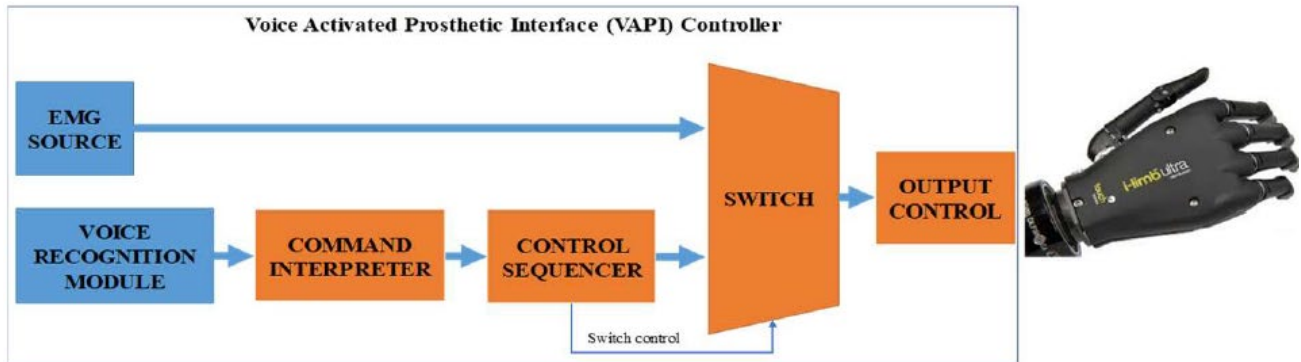 Voice Activated Prosthetic Interface (VAPI) Controller
EMG
SOURCE
VOICE
RECOGNITION
MODULE
COMMAND
INTERPRETER
CONTROL
SEQUENCER
Switch control
SWITCH
OUTPUT
CONTROL
i-limb ultra